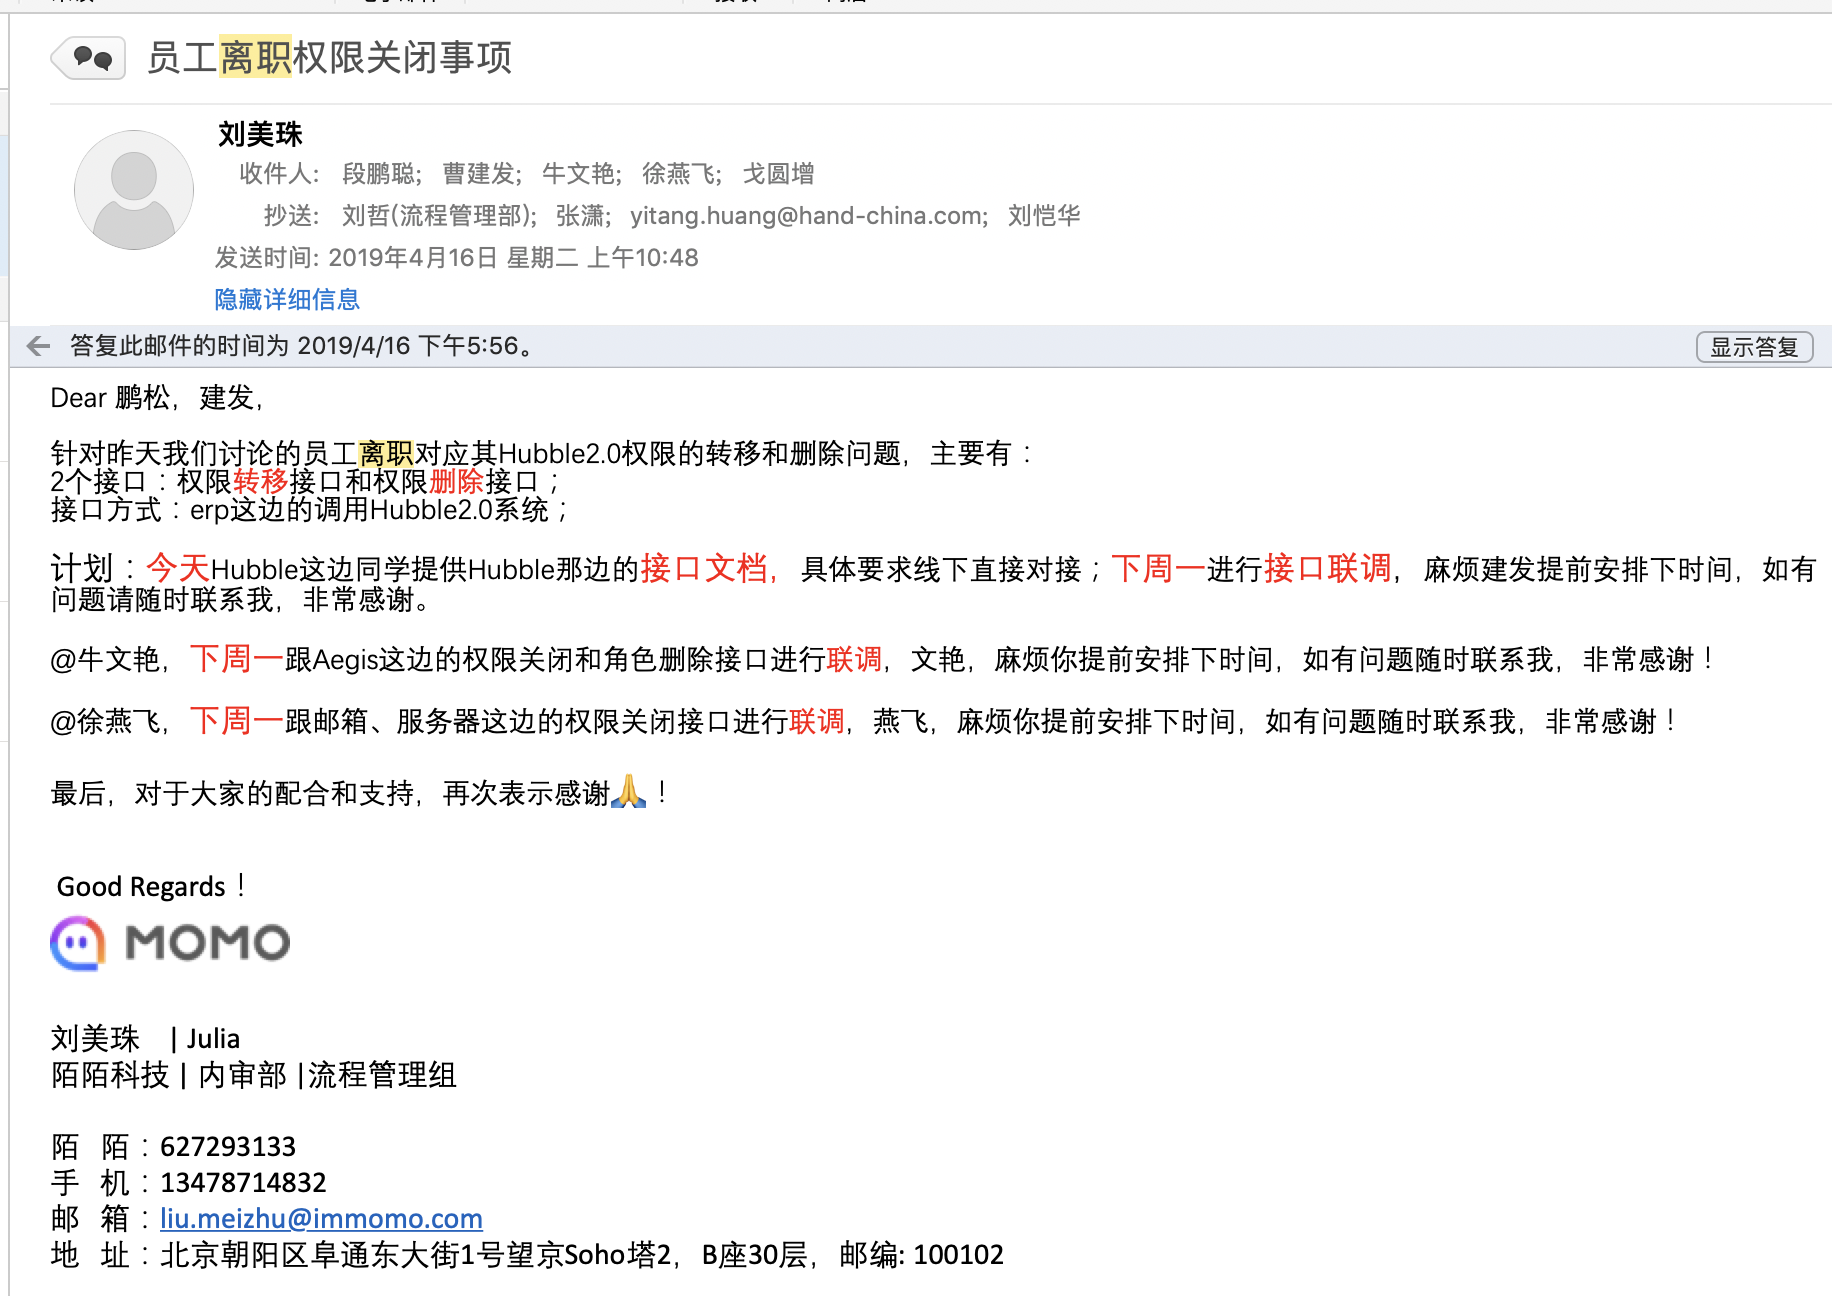 员工离职权限关闭事项
刘美珠
收件人： 段鹏聪; 曹建发; 牛文艳; 徐燕飞; 戈圆增
抄送： 刘哲(流程管理部); 张潇; yitang.huang@hand-china.com; 刘恺华
发送时间: 2019年4月16日 星期二 上午10:48
隐藏详细信息
答复此邮件的时间为 2019/4/16 下午5:56。
显示答复
Dear 鹏松，建发，
针对昨天我们讨论的员工离职对应其Hubble2.0权限的转移和删除问题，主要有：
2个接口：权限转移接口和权限删除接口；
接口方式：erp这边的调用Hubble2.0系统；
计划：今天Hubble这边同学提供Hubble那边的接口文档，具体要求线下直接对接；下周一进行接口联调，麻烦建发提前安排下时间，如有
问题请随时联系我，非常感谢。
@牛文艳，下周一跟Aegis这边的权限关闭和角色删除接口进行联调，文艳，麻烦你提前安排下时间，如有问题随时联系我，非常感谢！
@徐燕飞，下周一跟邮箱、服务器这边的权限关闭接口进行联调，燕飞，麻烦你提前安排下时间，如有问题随时联系我，非常感谢！
最后，对于大家的配合和支持，再次表示感谢🙏！
Good Regards！
MOMO
刘美珠 | Julia
陌陌科技 | 内审部 |流程管理组
陌 陌：627293133
手 机：13478714832
邮 箱：liu.meizhu@immomo.com
地 址：北京朝阳区阜通东大街1号望京Soho塔2，B座30层，邮编: 100102